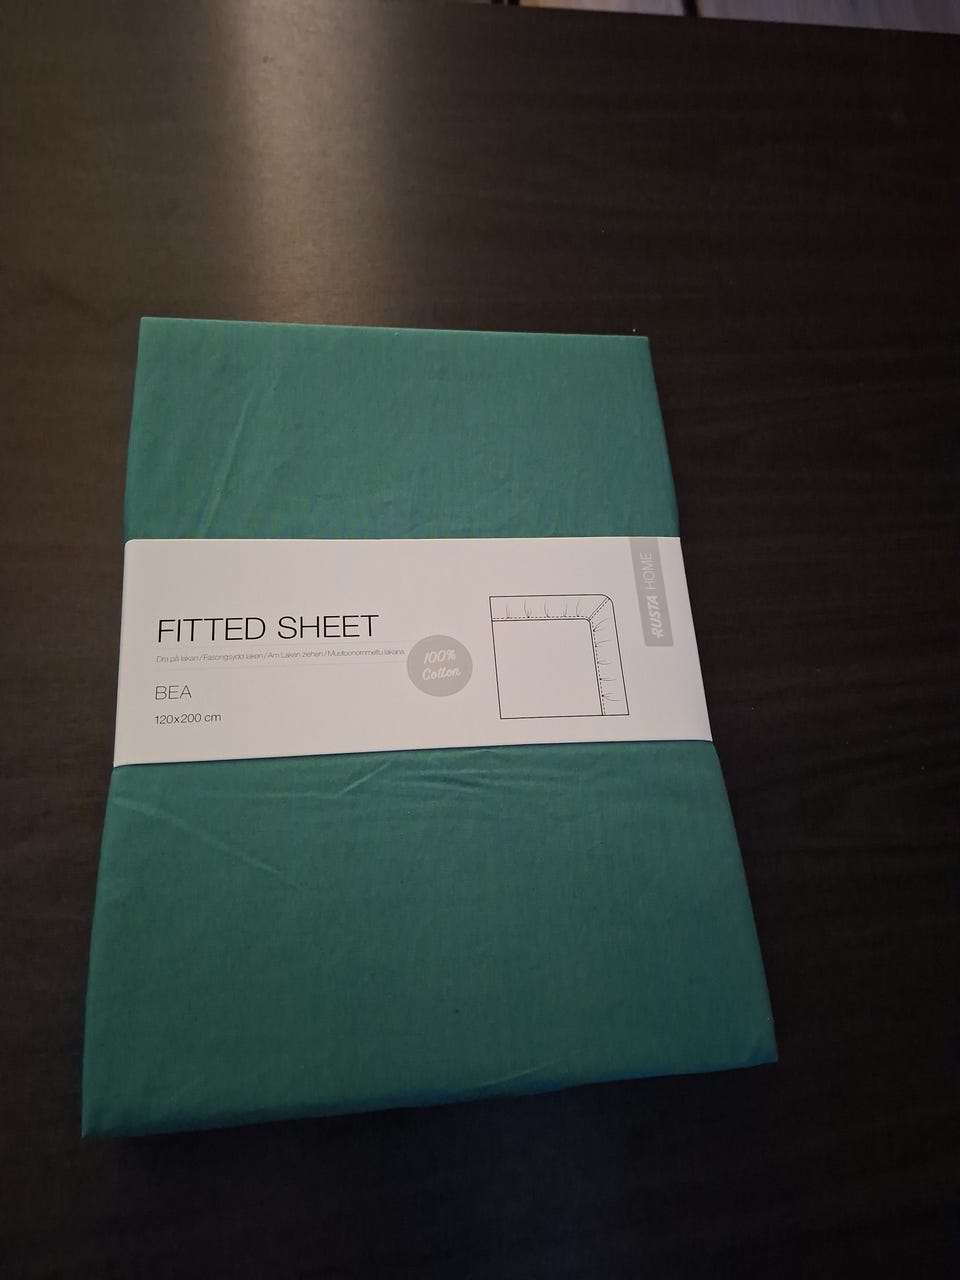 FITTED SHEET
Dra på lakan / Fasongsydd laken / Am Laken ziehen / Muotoonommeltu lakana
100%
Cotton
BEA
120x200 cm
RUSTA HOME